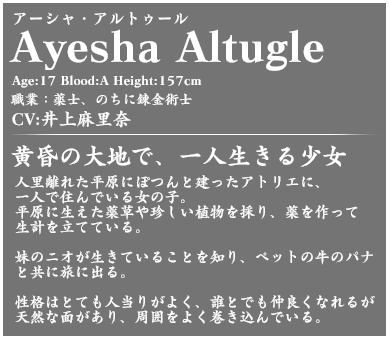 アーシャ・アルトゥール
Ayesha Altugle
Age:17 Blood:A Height:157cm
職業：薬士、のちに錬金術士
CV:井上麻里奈
黄昏の大地で、一人生きる少女
人里離れた平原にぽつんと建ったアトリエに、
一人で住んでいる女の子。
平原に生えた薬草や珍しい植物を採り、薬を作って
生計を立てている。
妹のニオが生きていることを知り、ペットの牛のパナ
と共に旅に出る。
性格はとても人当りがよく、誰とでも仲良くなれるが
天然な面があり、周囲をよく巻き込んでいる。